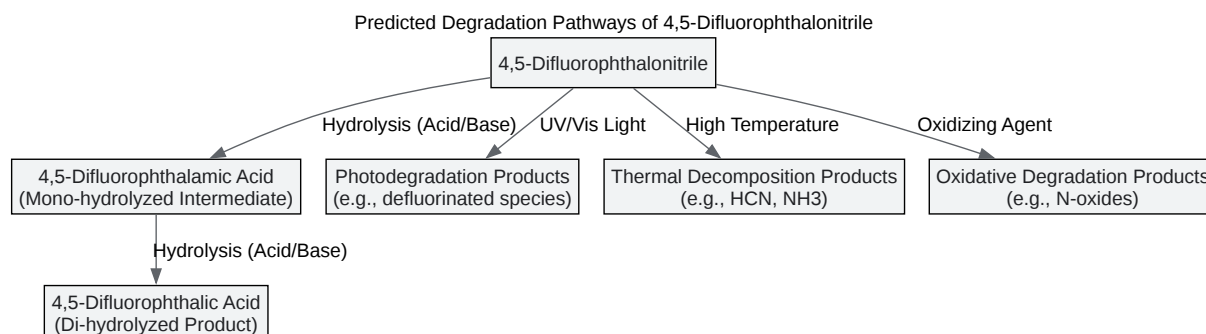 Predicted Degradation Pathways of 4,5-Difluorophthalonitrile
4,5-Difluorophthalonitrile
Hydrolysis (Acid/Base)
UV/Vis Light
High Temperature
Oxidizing Agent
4,5-Difluorophthalamic Acid
(Mono-hydrolyzed Intermediate)
Photodegradation Products
(e.g., defluorinated species)
Thermal Decomposition Products
(e.g., HCN, NH3)
Oxidative Degradation Products
(e.g., N-oxides)
Hydrolysis (Acid/Base)
4,5-Difluorophthalic Acid
(Di-hydrolyzed Product)